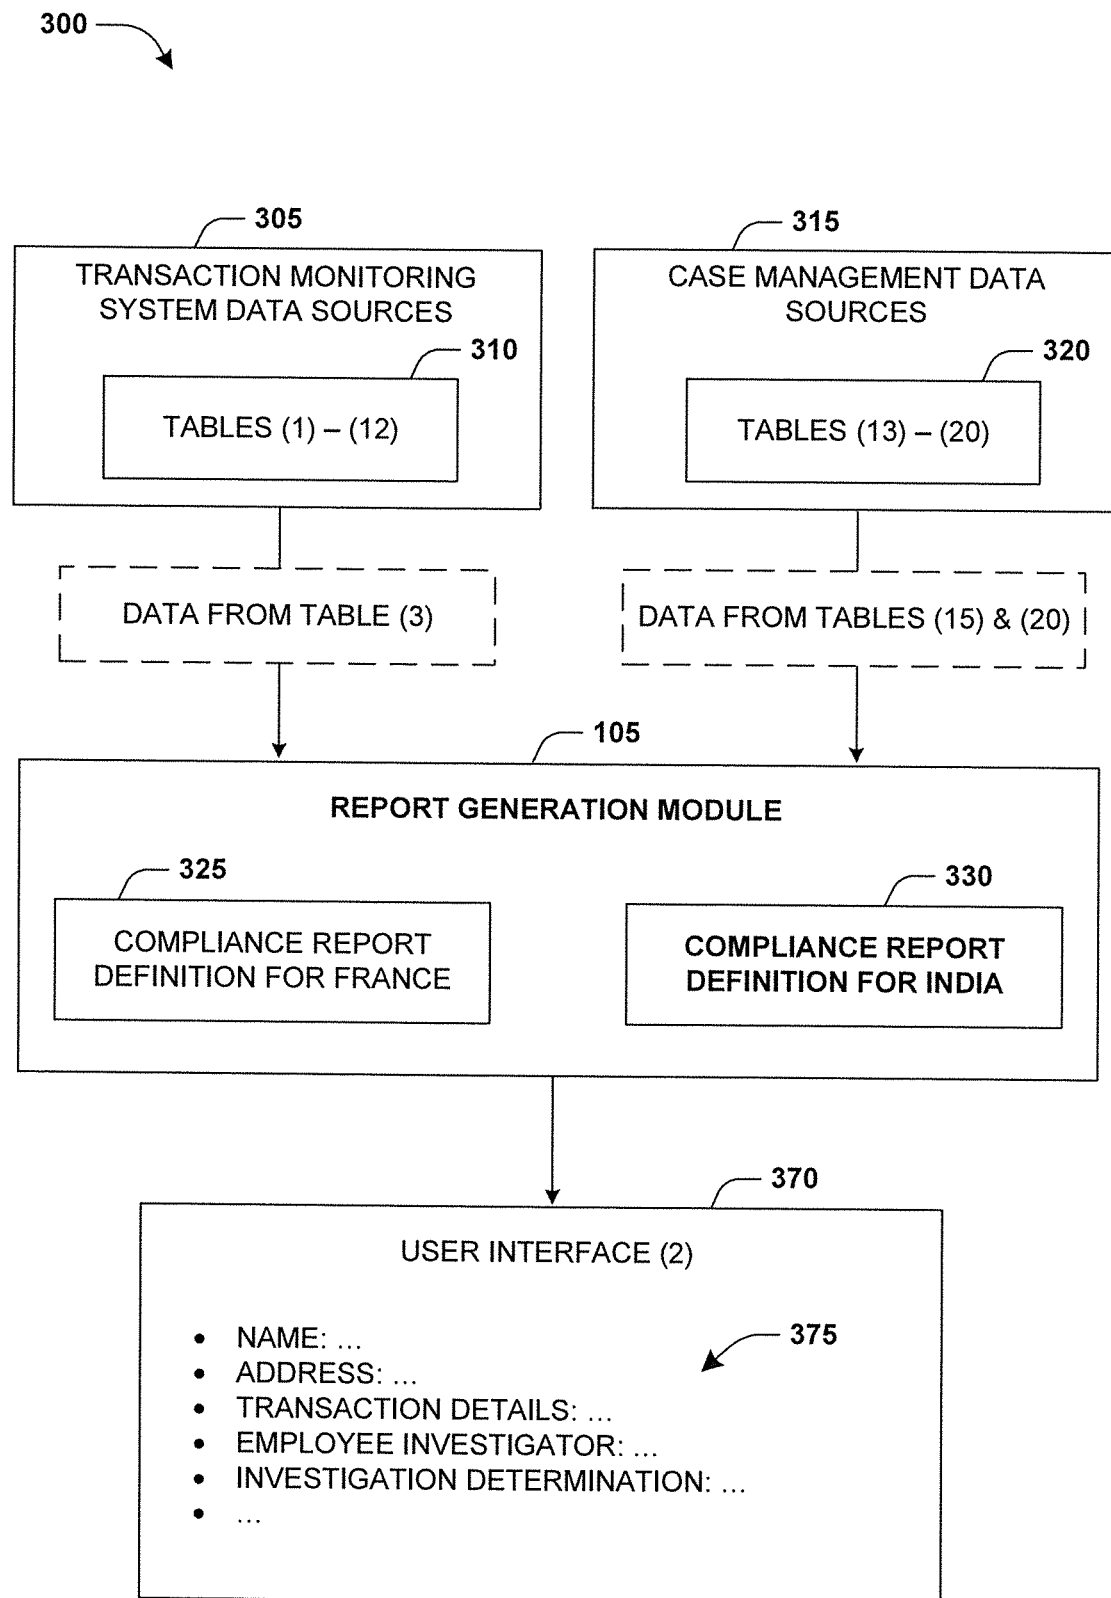 300
305
TRANSACTION MONITORING
SYSTEM DATA SOURCES
310
TABLES (1) – (12)
315
CASE MANAGEMENT DATA
SOURCES
320
TABLES (13) – (20)
DATA FROM TABLE (3)
DATA FROM TABLES (15) & (20)
105
REPORT GENERATION MODULE
325
COMPLIANCE REPORT
DEFINITION FOR FRANCE
330
COMPLIANCE REPORT
DEFINITION FOR INDIA
370
USER INTERFACE (2)
375
• NAME: ...
• ADDRESS: ...
• TRANSACTION DETAILS: ...
• EMPLOYEE INVESTIGATOR: ...
• INVESTIGATION DETERMINATION: ...
• ...